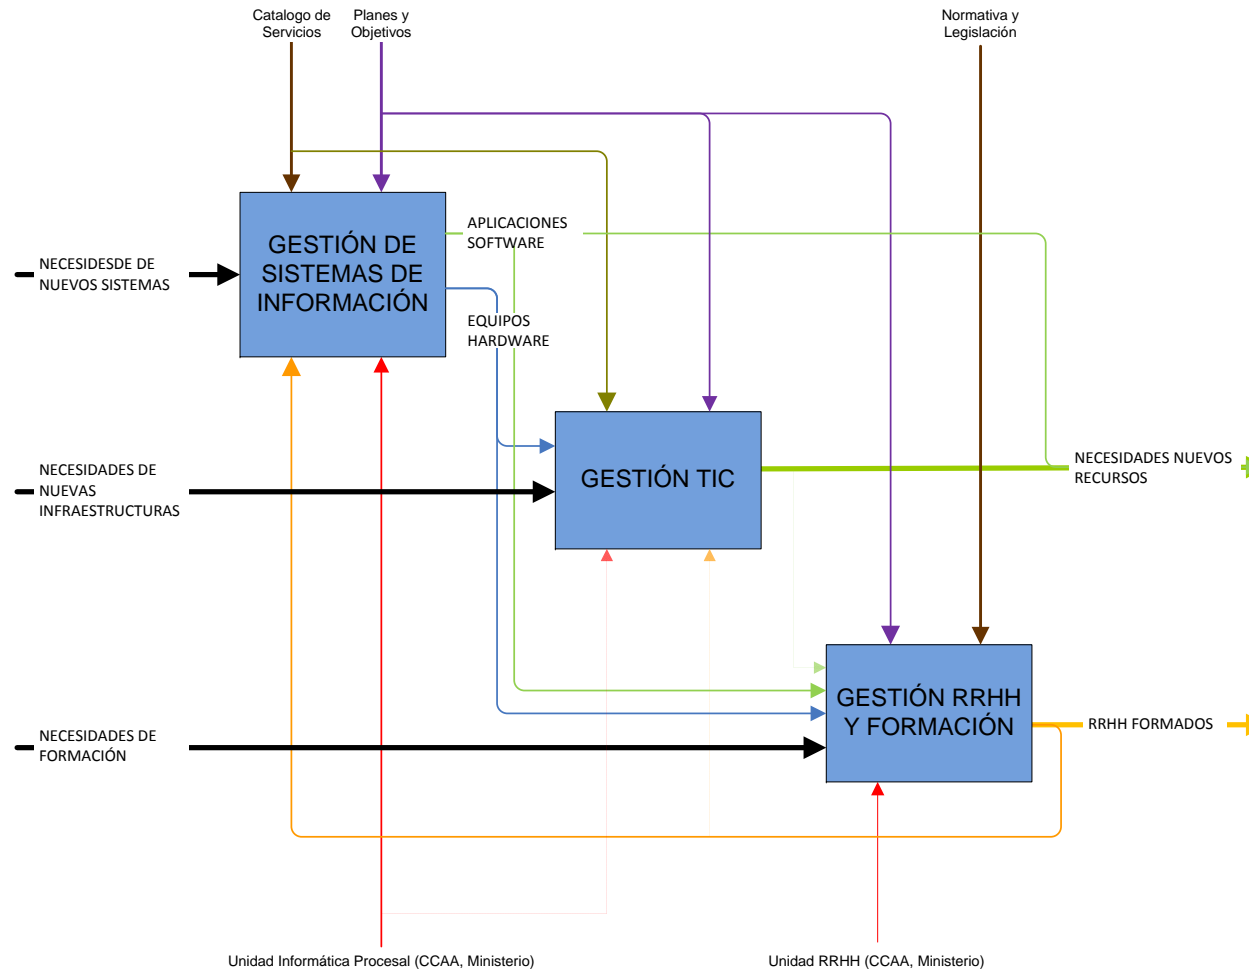 Catalogo de
Servicios
Planes y
Objetivos
Normativa y
Legislación
GESTIÓN DE
SISTEMAS DE
INFORMACIÓN
APLICACIONES
SOFTWARE
NECESIDESDE DE
NUEVOS SISTEMAS
EQUIPOS
HARDWARE
NECESIDADES DE
NUEVAS
INFRAESTRUCTURAS
GESTIÓN TIC
NECESIDADES NUEVOS
RECURSOS
GESTIÓN RRHH
Y FORMACIÓN
NECESIDADES DE
FORMACIÓN
RRHH FORMADOS
Unidad Informática Procesal (CCAA, Ministerio)
Unidad RRHH (CCAA, Ministerio)